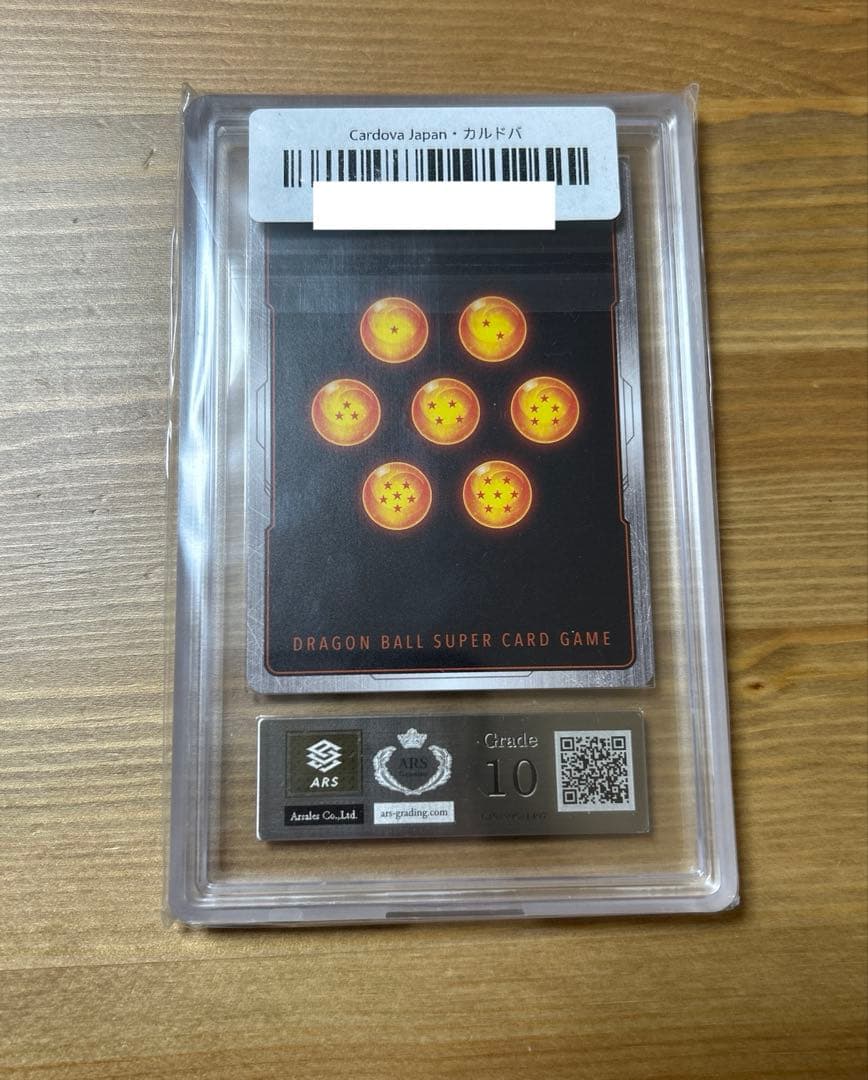 Cardova Japan・カルドバ
DRAGON BALL SUPER CARD GAME
ARS
Arsales Co.,Ltd.
ARS
ars-grading.com
Grade
10